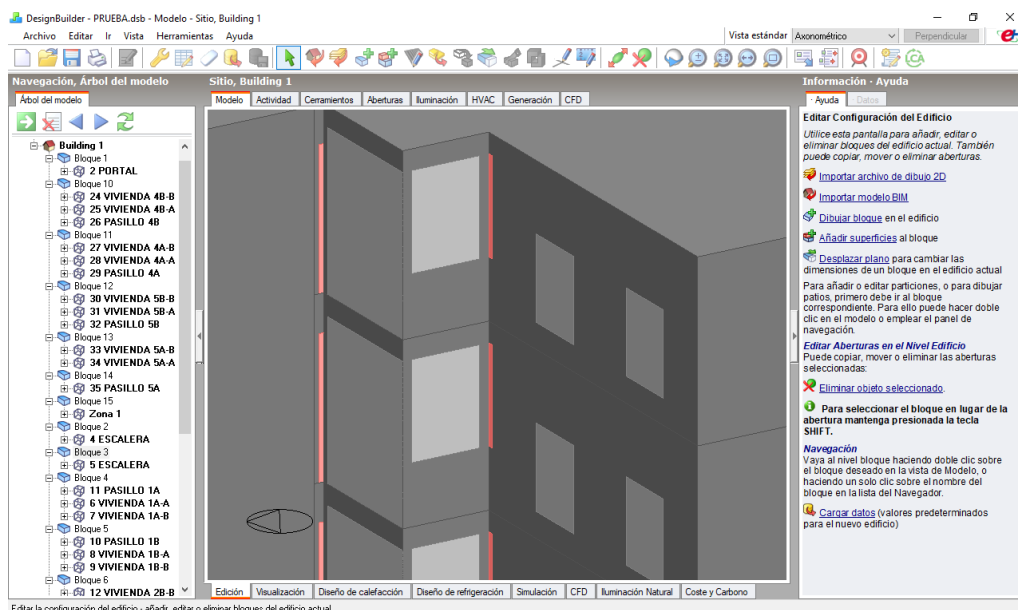 DesignBuilder - PRUEBA.dsb - Modelo - Sitio, Building 1
Archivo Editar Ir Vista Herramientas Ayuda
Vista estándar Axonométrico Perpendicular
Navegación, Árbol del modelo
Árbol del modelo
Building 1
Bloque 1
2 PORTAL
Bloque 10
24 VIVIENDA 4B-B
25 VIVIENDA 4B-A
26 PASILLO 4B
Bloque 11
27 VIVIENDA 4A-B
28 VIVIENDA 4A-A
29 PASILLO 4A
Bloque 12
30 VIVIENDA 5B-B
31 VIVIENDA 5B-A
32 PASILLO 5B
Bloque 13
33 VIVIENDA 5A-B
34 VIVIENDA 5A-A
Bloque 14
35 PASILLO 5A
Bloque 15
Zona 1
Bloque 2
4 ESCALERA
Bloque 3
5 ESCALERA
Bloque 4
11 PASILLO 1A
6 VIVIENDA 1A-A
7 VIVIENDA 1A-B
Bloque 5
10 PASILLO 1B
8 VIVIENDA 1B-A
9 VIVIENDA 1B-B
Bloque 6
12 VIVIENDA 2B-B
Sitio, Building 1
Modelo Actividad Cerramientos Aberturas Iluminación HVAC Generación CFD
Edición Visualización Diseño de calefacción Diseño de refrigeración Simulación CFD Iluminación Natural Coste y Carbono
Información - Ayuda
Ayuda Datos
Editar Configuración del Edificio
Utilice esta pantalla para añadir, editar o
eliminar bloques del edificio actual. También
puede copiar, mover o eliminar aberturas.
Importar archivo de dibujo 2D
Importar modelo BIM
Dibujar bloque en el edificio
Añadir superficies al bloque
Desplazar plano para cambiar las
dimensiones de un bloque en el edificio actual
Para añadir o editar particiones, o para dibujar
patios, primero debe ir al bloque
correspondiente. Para ello puede hacer doble
clic en el modelo o emplear el panel de
navegación.
Editar Aberturas en el Nivel Edificio
Puede copiar, mover o eliminar las aberturas
seleccionadas:
Eliminar objeto seleccionado.
Para seleccionar el bloque en lugar de la
abertura mantenga presionada la tecla
SHIFT.
Navegación
Vaya al nivel bloque haciendo doble clic sobre
el bloque deseado en la vista de Modelo, o
haciendo un solo clic sobre el nombre del
bloque en la lista del Navegador.
Cargar datos (valores predeterminados
para el nuevo edificio)
Editar la configuración del edificio - añadir, editar o eliminar bloques del edificio actual